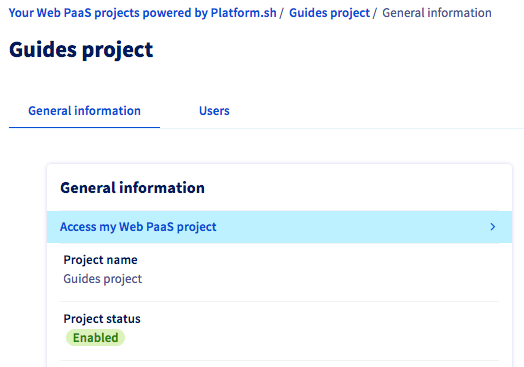 Your Web PaaS projects powered by Platform.sh / Guides project / General information
Guides project
General information Users
General information
Access my Web PaaS project
Project name
Guides project
Project status
Enabled